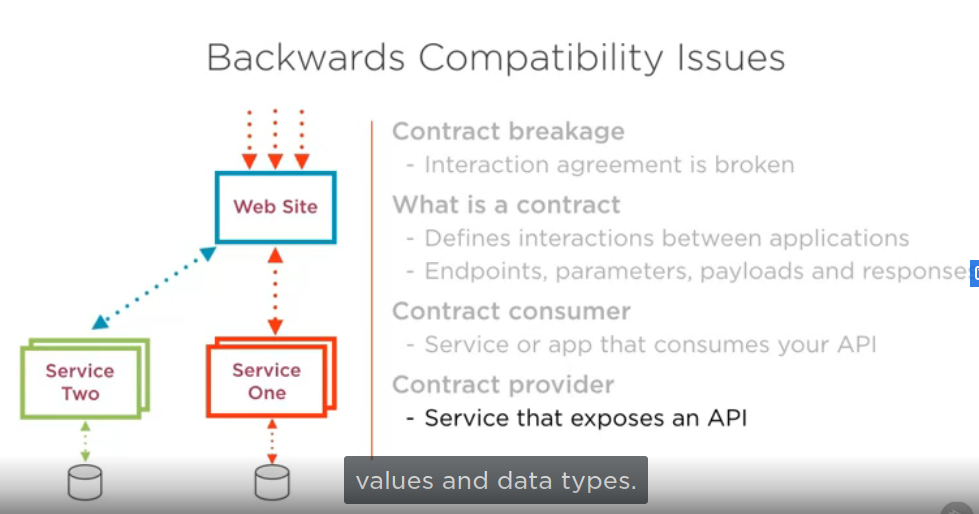 Backwards Compatibility Issues
Web Site
Service
Two
Service
One
Contract breakage
- Interaction agreement is broken
What is a contract
- Defines interactions between applications
- Endpoints, parameters, payloads and response
Contract consumer
- Service or app that consumes your API
Contract provider
- Service that exposes an API
values and data types.